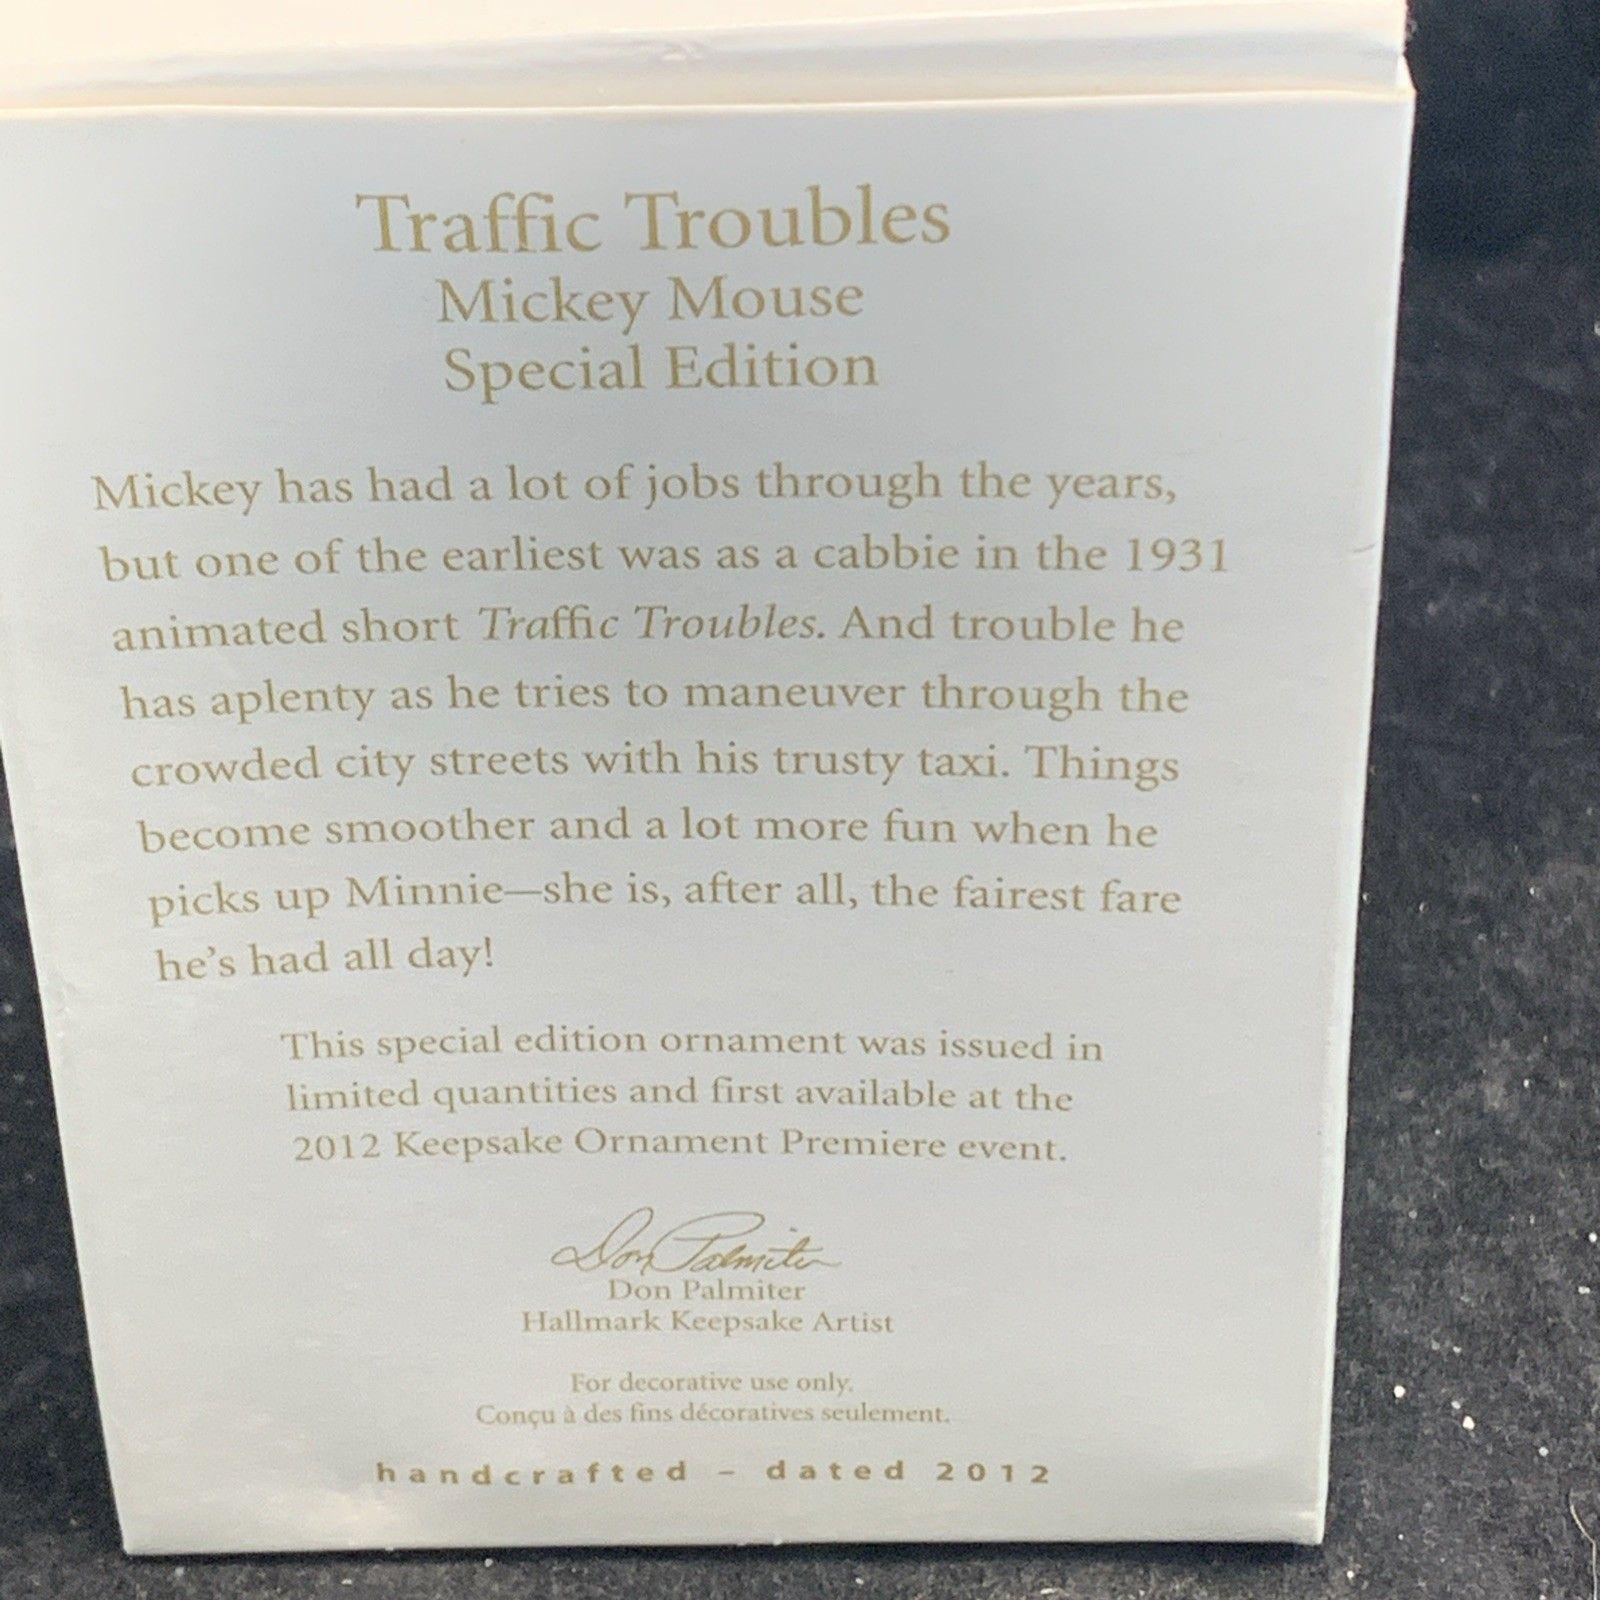 Traffic Troubles
Mickey Mouse
Special Edition
Mickey has had a lot of jobs through the years,
but one of the earliest was as a cabbie in the 1931
animated short Traffic Troubles. And trouble he
has aplenty as he tries to maneuver through the
crowded city streets with his trusty taxi. Things
become smoother and a lot more fun when he
picks up Minnie—she is, after all, the fairest fare
he's had all day!
This special edition ornament was issued in
limited quantities and first available at the
2012 Keepsake Ornament Premiere event.
Don Palmiter
Don Palmiter
Hallmark Keepsake Artist
For decorative use only.
Conçu à des fins décoratives seulement.
handcrafted – dated 2012